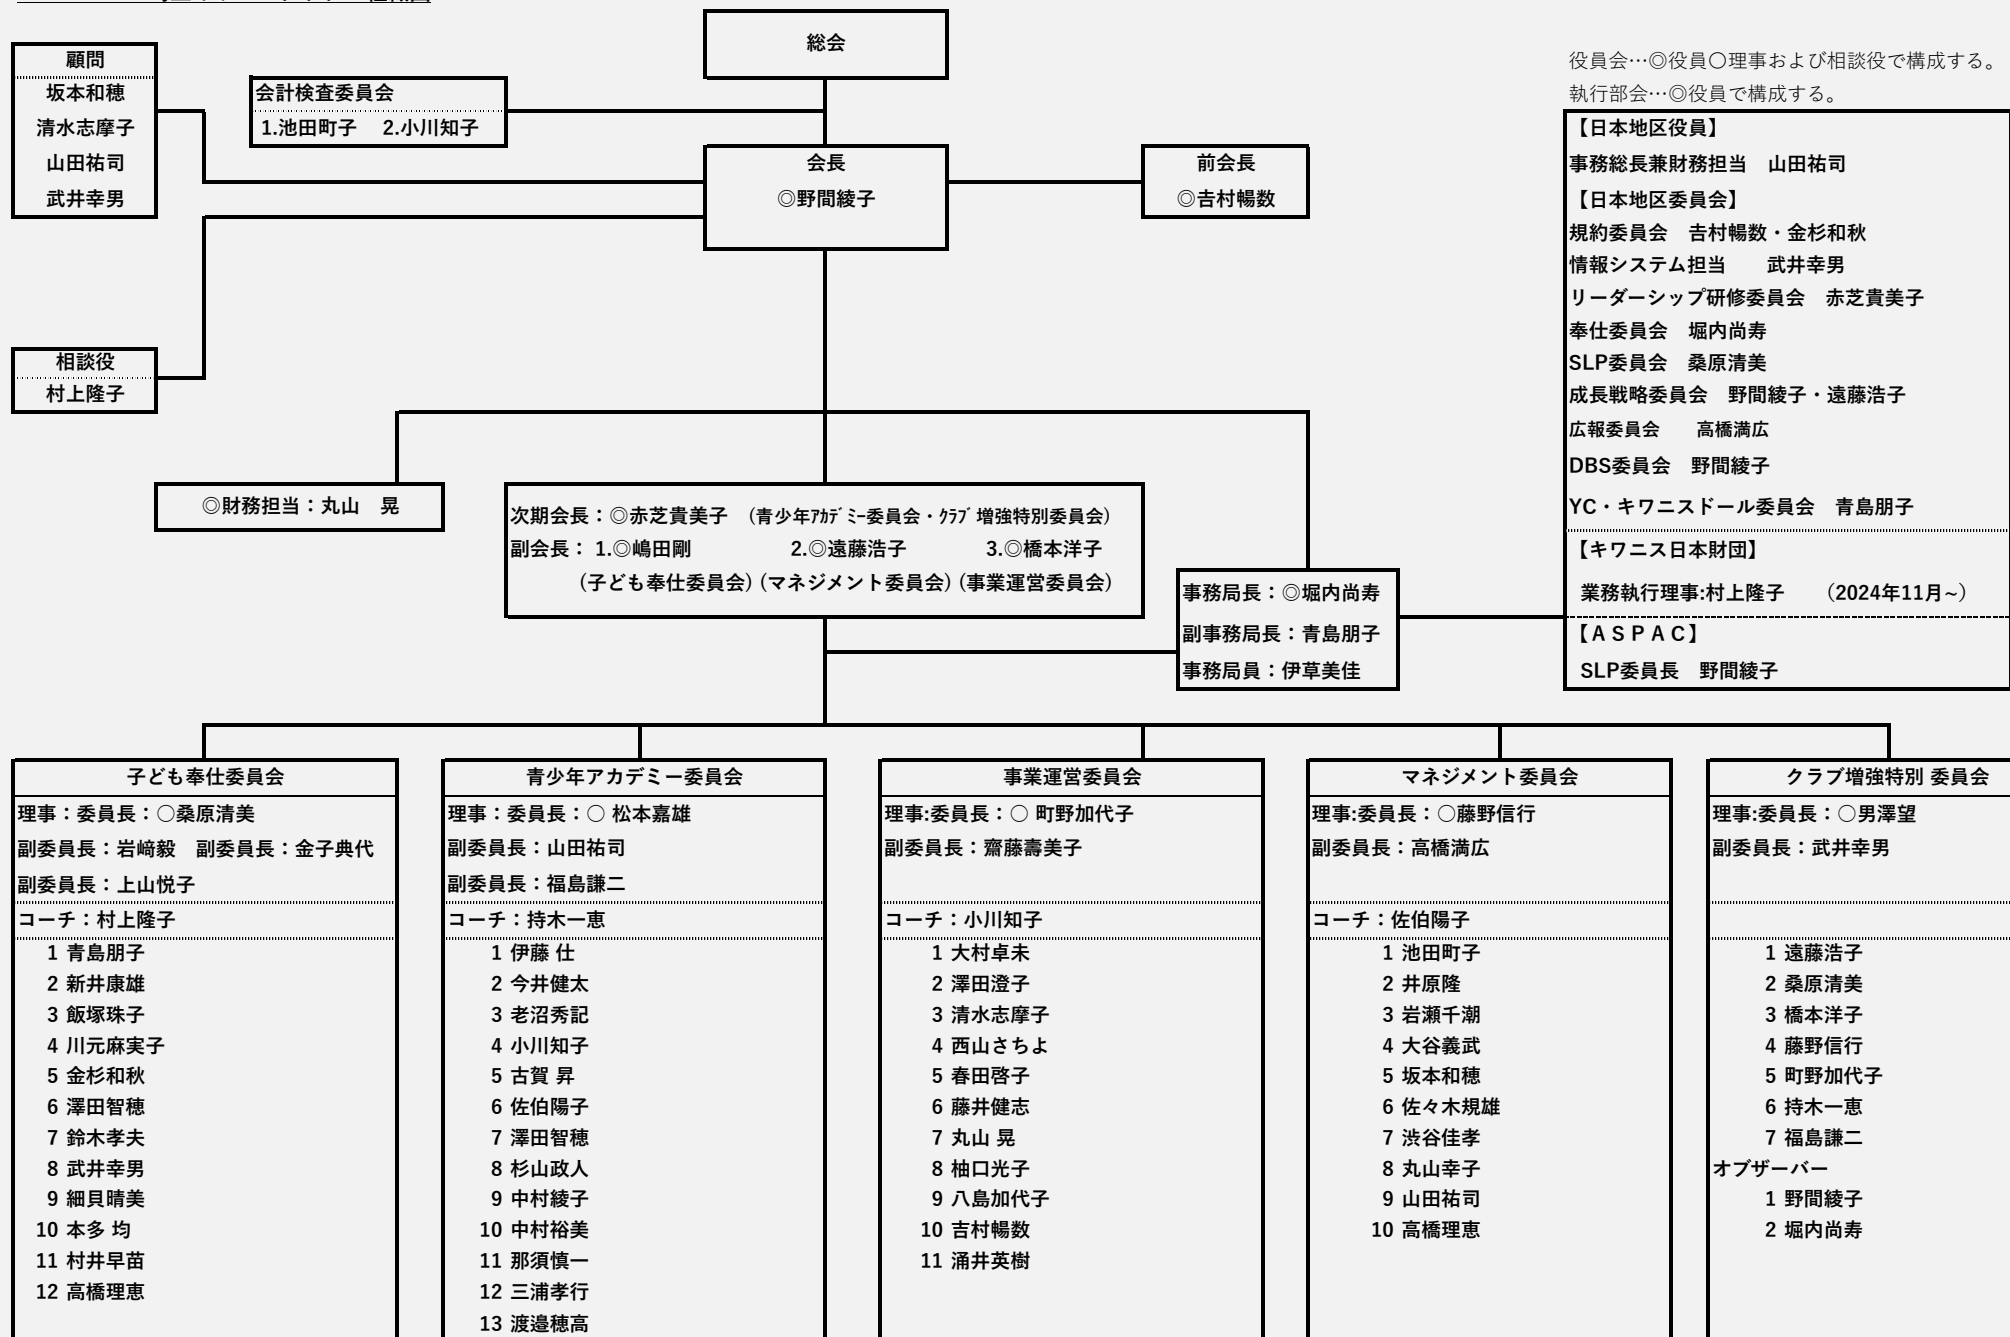 総会
顧問
坂本和穂
清水志摩子
山田祐司
武井幸男
会計検査委員会
1.池田町子 2.小川知子
会長
◎野間綾子
前会長
◎𠮷村暢数
役員会…◎役員〇理事および相談役で構成する。
執行部会…◎役員で構成する。
【日本地区役員】
事務総長兼財務担当 山田祐司
【日本地区委員会】
規約委員会 𠮷村暢数・金杉和秋
情報システム担当 武井幸男
リーダーシップ研修委員会 赤芝貴美子
奉仕委員会 堀内尚寿
SLP委員会 桑原清美
成長戦略委員会 野間綾子・遠藤浩子
広報委員会 高橋満広
DBS委員会 野間綾子
YC・キワニスドール委員会 青島朋子
【キワニス日本財団】
業務執行理事:村上隆子 （2024年11月~）
【ＡＳＰＡＣ】
SLP委員長 野間綾子
相談役
村上隆子
◎財務担当：丸山 晃
次期会長：◎赤芝貴美子 （青少年ｱｶﾃﾞﾐｰ委員会・ｸﾗﾌﾞ増強特別委員会）
副会長： 1.◎嶋田剛 2.◎遠藤浩子 3.◎橋本洋子
（子ども奉仕委員会）（マネジメント委員会）（事業運営委員会）
事務局長：◎堀内尚寿
副事務局長：青島朋子
事務局員：伊草美佳
子ども奉仕委員会
理事：委員長：〇桑原清美
副委員長：岩﨑毅 副委員長：金子典代
副委員長：上山悦子
コーチ：村上隆子
1 青島朋子
2 新井康雄
3 飯塚珠子
4 川元麻実子
5 金杉和秋
6 澤田智穂
7 鈴木孝夫
8 武井幸男
9 細貝晴美
10 本多 均
11 村井早苗
12 高橋理恵
青少年アカデミー委員会
理事：委員長：〇 松本嘉雄
副委員長：山田祐司
副委員長：福島謙二
コーチ：持木一恵
1 伊藤 仕
2 今井健太
3 老沼秀記
4 小川知子
5 古賀 昇
6 佐伯陽子
7 澤田智穂
8 杉山政人
9 中村綾子
10 中村裕美
11 那須慎一
12 三浦孝行
13 渡邉穂高
事業運営委員会
理事:委員長：〇 町野加代子
副委員長：齋藤壽美子
コーチ：小川知子
1 大村卓未
2 澤田澄子
3 清水志摩子
4 西山さちよ
5 春田啓子
6 藤井健志
7 丸山 晃
8 柚口光子
9 八島加代子
10 吉村暢数
11 涌井英樹
マネジメント委員会
理事:委員長：〇藤野信行
副委員長：高橋満広
コーチ：佐伯陽子
1 池田町子
2 井原隆
3 岩瀬千潮
4 大谷義武
5 坂本和穂
6 佐々木規雄
7 渋谷佳孝
8 丸山幸子
9 山田祐司
10 高橋理恵
クラブ増強特別 委員会
理事:委員長：〇男澤望
副委員長：武井幸男
1 遠藤浩子
2 桑原清美
3 橋本洋子
4 藤野信行
5 町野加代子
6 持木一恵
7 福島謙二
オブザーバー
1 野間綾子
2 堀内尚寿